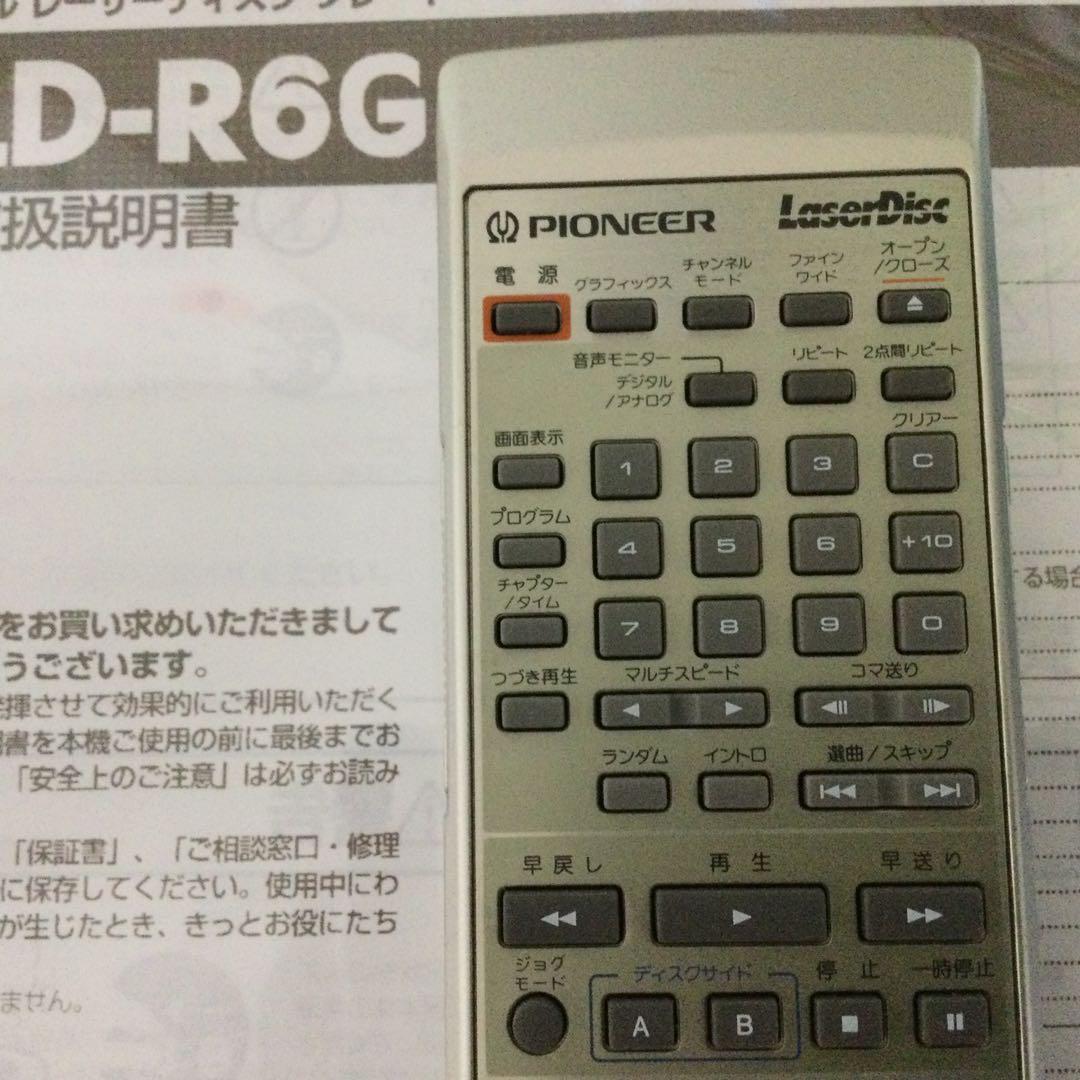 レーザーディスクプレー
LD-R6G
扱説明書
をお買い求めいただきまして
うございます。
揮させて効果的にご利用いただく
書を本機ご使用の前に最後までお
「安全上のご注意」は必ずお読み
「保証書」、「ご相談窓口・修理
に保存してください。使用中にわ
が生じたとき、きっとお役にたち
ません。
する場合
PIONEER LaserDisc
電源
グラフィックス
チャンネル
モード
ファイン
ワイド
オープン
/クローズ
音声モニター
デジタル
/アナログ
リピート
2点間リピート
クリアー
画面表示
1 2 3 C
プログラム
4 5 6 +10
チャプター
/タイム
7 8 9 0
つづき再生
マルチスピード
コマ送り
ランダム
イントロ
選曲/スキップ
早戻し
再生
早送り
ジョグ
モード
ディスクサイド
停止
一時停止
A B